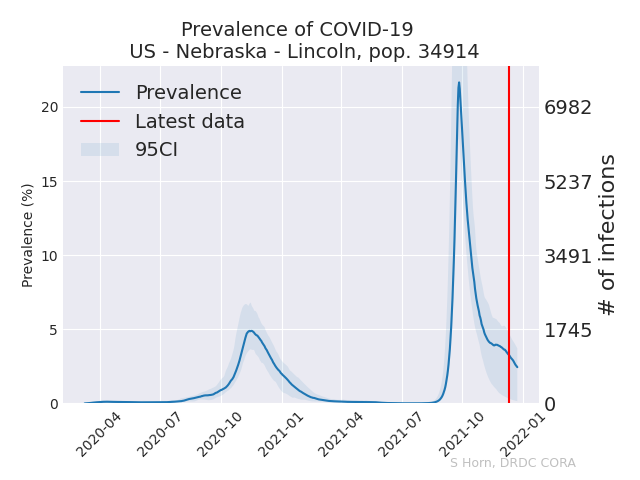 Prevalence of COVID-19
US - Nebraska - Lincoln, pop. 34914
Prevalence
Latest data
95CI
Prevalence (%)
20
15
10
5
0
6982
5237
3491
1745
0
# of infections
2020-04
2020-07
2020-10
2021-01
2021-04
2021-07
2021-10
2022-01
S Horn, DRDC CORA